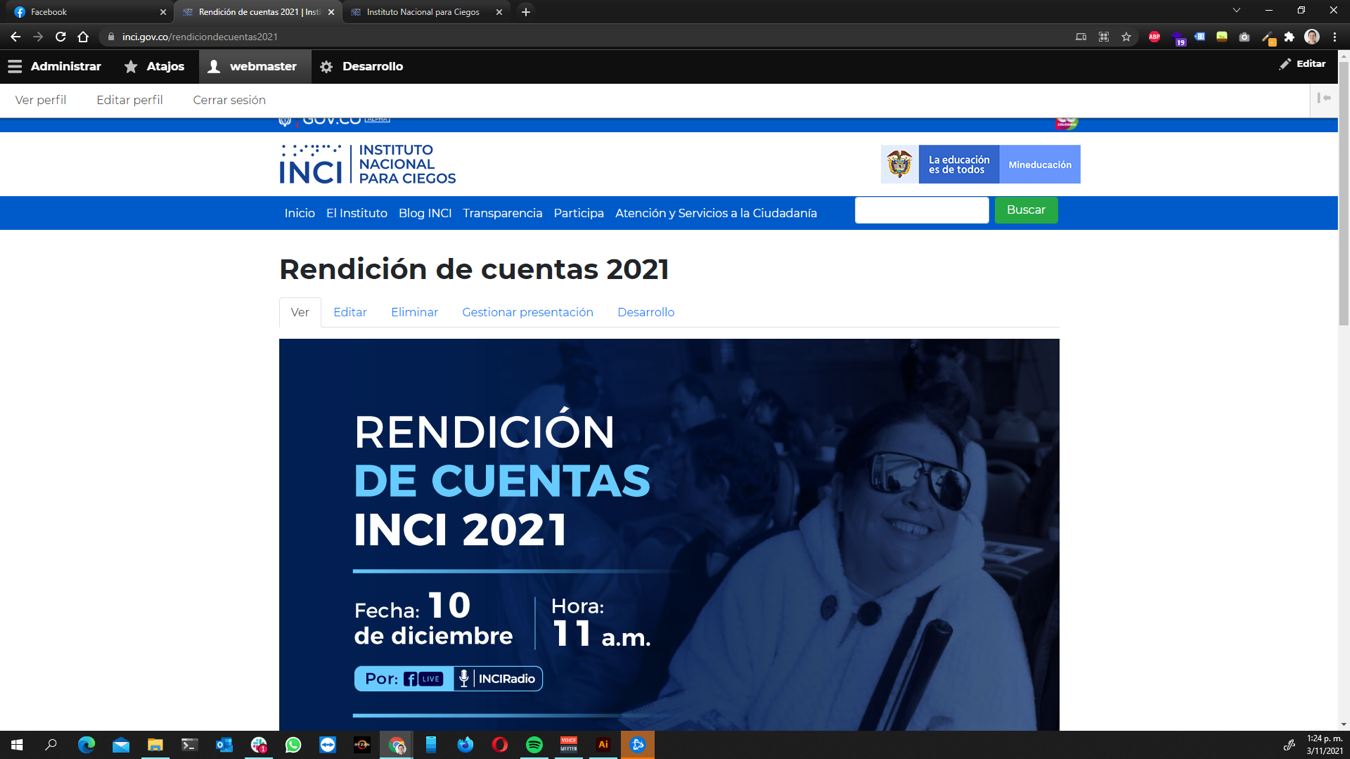 Facebook
Rendición de cuentas 2021 | Insti
Instituto Nacional para Ciegos
inci.gov.co/rendiciondecuentas2021
ABP
19
Administrar
Atajos
webmaster
Desarrollo
Editar
Ver perfil
Editar perfil
Cerrar sesión
GOV.CO
INCI
INSTITUTO
NACIONAL
PARA CIEGOS
La educación
es de todos
Mineducación
Inicio
El Instituto
Blog INCI
Transparencia
Participa
Atención y Servicios a la Ciudadanía
Buscar
Rendición de cuentas 2021
Ver
Editar
Eliminar
Gestionar presentación
Desarrollo
RENDICIÓN
DE CUENTAS
INCI 2021
Fecha: 10
de diciembre
Hora:
11 a.m.
Por: f LIVE
INCIRadio
Ai
1:24 p. m.
3/11/2021